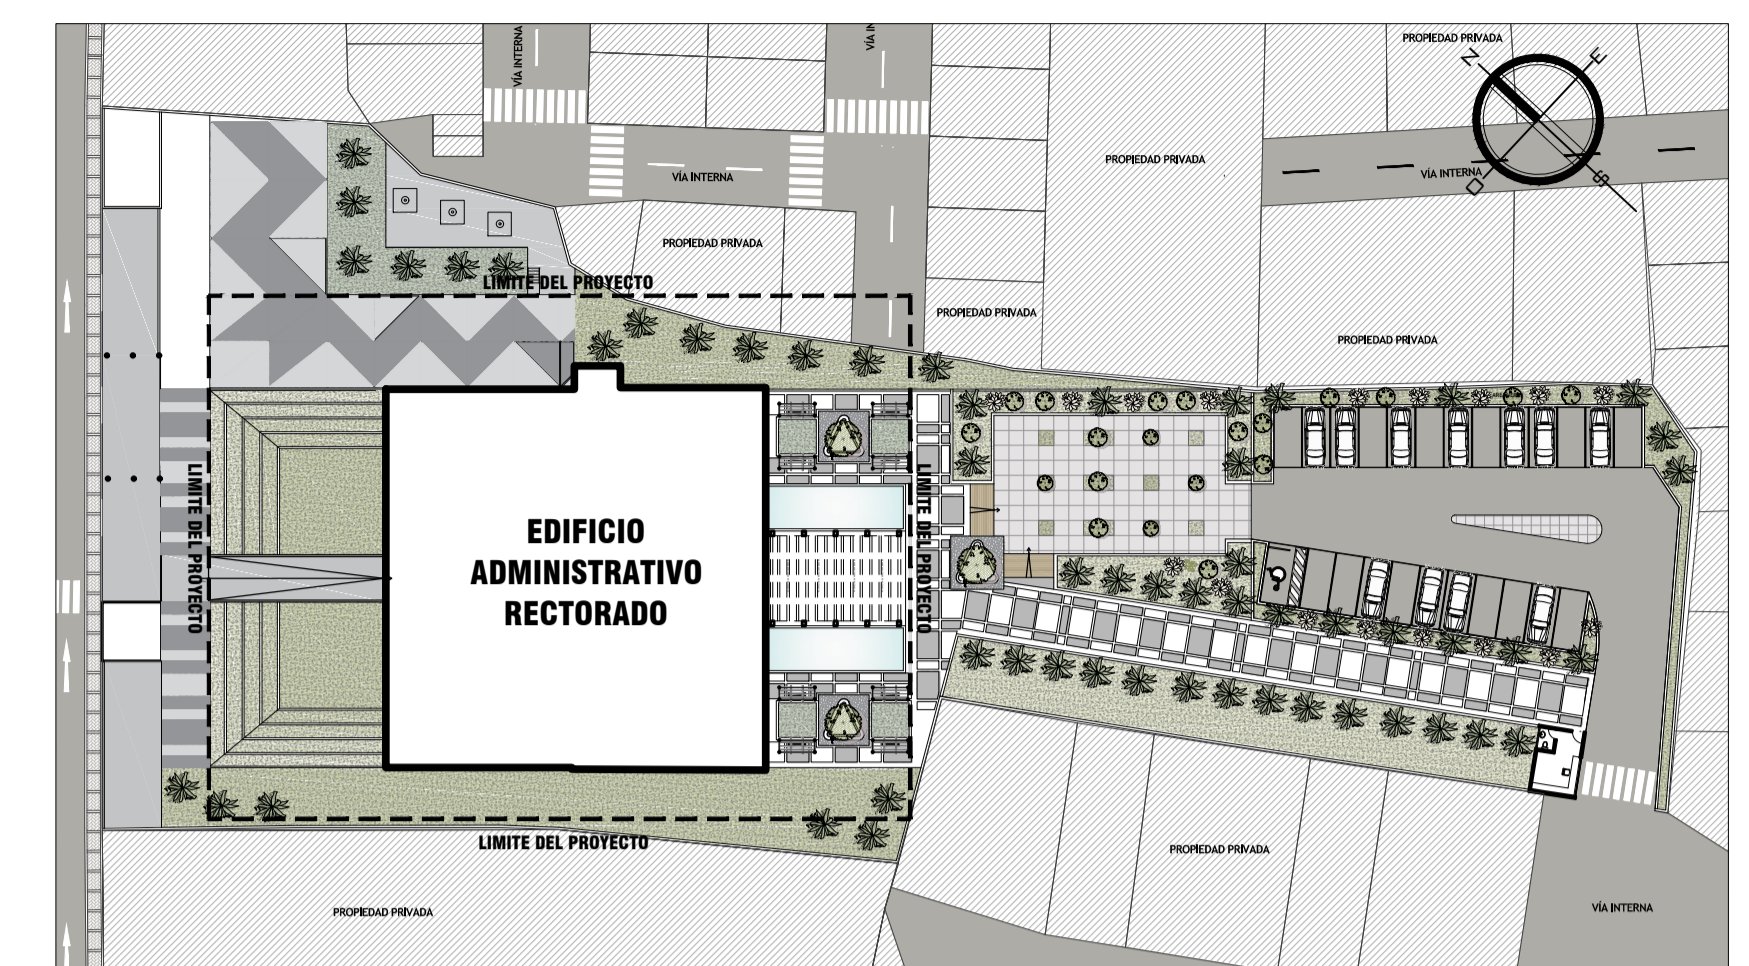 PROPIEDAD PRIVADA
VÍA INTERNA
VÍA IN
N
E
O
S
PROPIEDAD PRIVADA
VÍA INTERNA
VÍA INTERNA
PROPIEDAD PRIVADA
LIMITE DEL PROYECTO
PROPIEDAD PRIVADA
PROPIEDAD PRIVADA
LIMITE DEL PROYECTO
LIMITE DEL PROYECTO
EDIFICIO
ADMINISTRATIVO
RECTORADO
LIMITE DEL PROYECTO
PROPIEDAD PRIVADA
PROPIEDAD PRIVADA
VÍA INTERNA